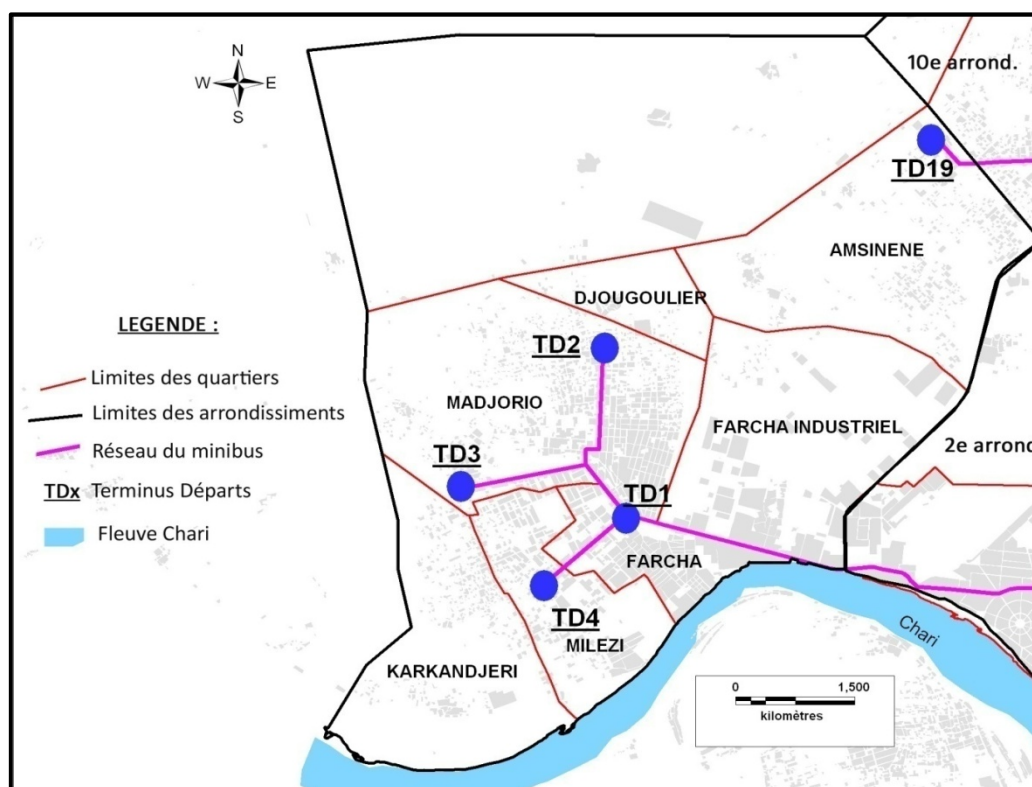 N
W
E
S
10e arrond.
TD19
AMSINENE
DJOUGOULIER
LEGENDE :
TD2
Limites des quartiers
MADJORIO
Limites des arrondissiments
FARCHA INDUSTRIEL
Réseau du minibus
TD3
2e arrond
TDx Terminus Départs
TD1
Fleuve Chari
FARCHA
TD4
MILEZI
Chari
KARKANDJERI
0 1,500
kilomètres